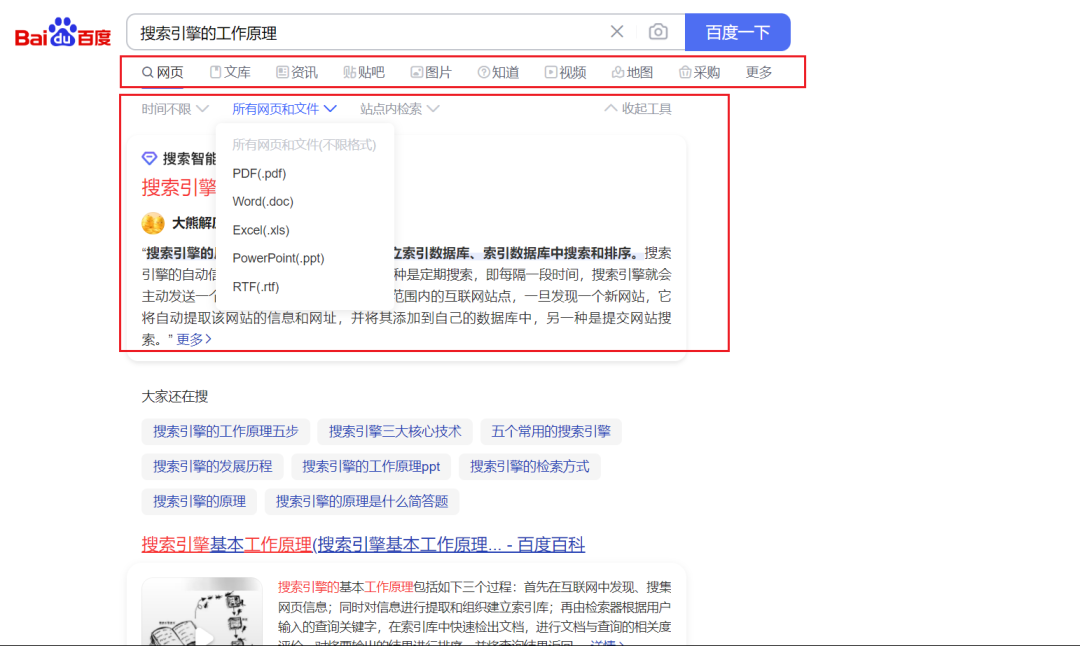 Bai du 百度
搜索引擎的工作原理
百度一下
网页 文库 资讯 贴吧 图片 知道 视频 地图 采购 更多
时间不限 所有网页和文件 站点内检索 收起工具
所有网页和文件(不限格式)
PDF(.pdf)
Word(.doc)
Excel(.xls)
PowerPoint(.ppt)
RTF(.rtf)
搜索智能
搜索引擎
大熊解
“搜索引擎的 立索引数据库、索引数据库中搜索和排序。搜索
引擎的自动信 种是定期搜索，即每隔一段时间，搜索引擎就会
主动发送一个 范围内的互联网站点，一旦发现一个新网站，它
将自动提取该网站的信息和网址，并将其添加到自己的数据库中，另一种是提交网站搜
索。” 更多>
大家还在搜
搜索引擎的工作原理五步 搜索引擎三大核心技术 五个常用的搜索引擎
搜索引擎的发展历程 搜索引擎的工作原理ppt 搜索引擎的检索方式
搜索引擎的原理 搜索引擎的原理是什么简答题
搜索引擎基本工作原理(搜索引擎基本工作原理... - 百度百科
搜索引擎的基本工作原理包括如下三个过程：首先在互联网中发现、搜集
网页信息；同时对信息进行提取和组织建立索引库；再由检索器根据用户
输入的查询关键字，在索引库中快速检出文档，进行文档与查询的相关度